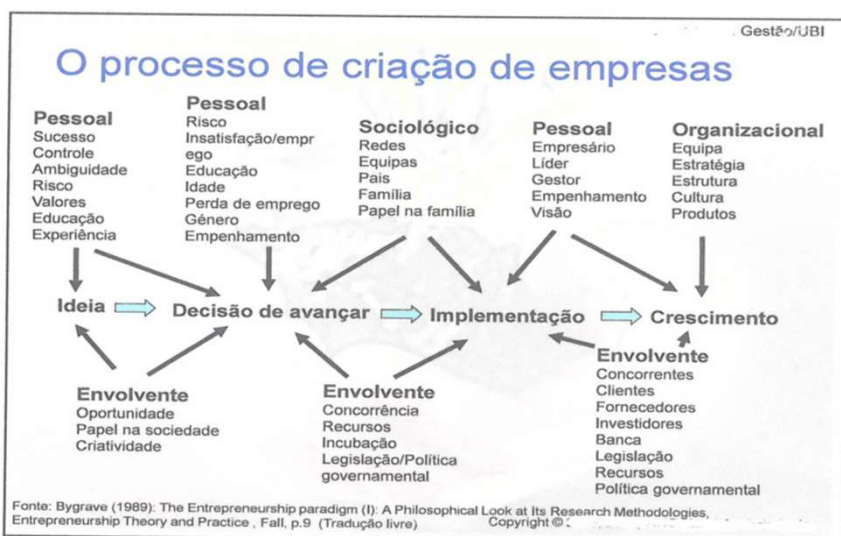 Gestão/UBI
O processo de criação de empresas
Pessoal
Sucesso
Controle
Ambiguidade
Risco
Valores
Educação
Experiência
Pessoal
Risco
Insatisfação/empr
ego
Educação
Idade
Perda de emprego
Género
Empenhamento
Sociológico
Redes
Equipas
Pais
Família
Papel na família
Pessoal
Empresário
Líder
Gestor
Empenhamento
Visão
Organizacional
Equipa
Estratégia
Estrutura
Cultura
Produtos
Ideia
Decisão de avançar
Implementação
Crescimento
Envolvente
Oportunidade
Papel na sociedade
Criatividade
Envolvente
Concorrência
Recursos
Incubação
Legislação/Política
governamental
Envolvente
Concorrentes
Clientes
Fornecedores
Investidores
Banca
Legislação
Recursos
Política governamental
Fonte: Bygrave (1989): The Entrepreneurship paradigm (I): A Philosophical Look at Its Research Methodologies,
Entrepreneurship Theory and Practice , Fall, p.9 (Tradução livre) Copyright ©